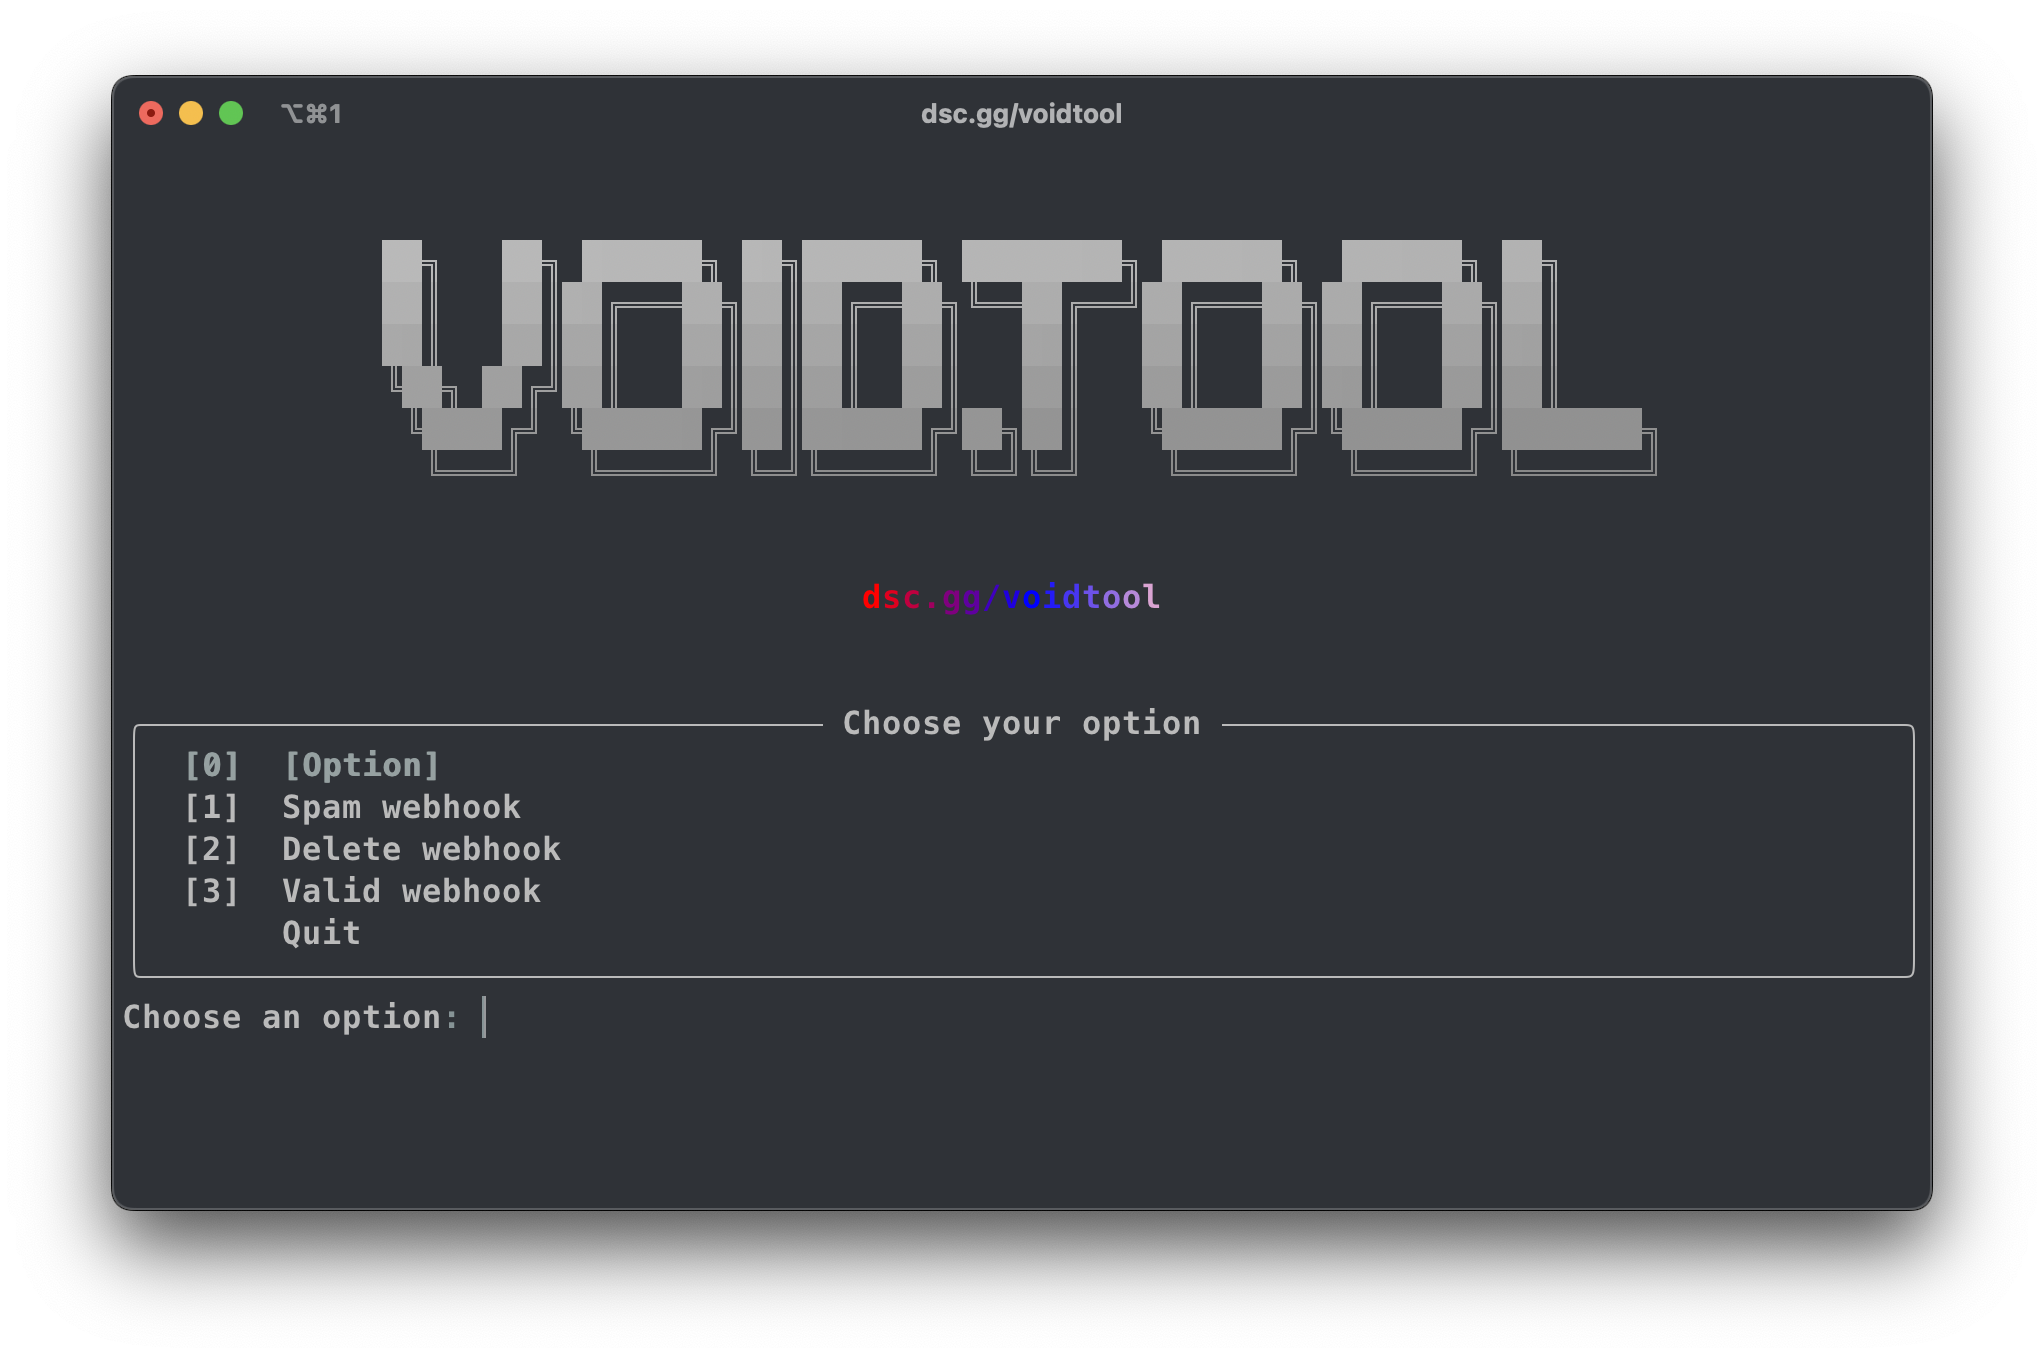 ⌥⌘1
dsc.gg/voidtool
VOID.TOOL
dsc.gg/voidtool
Choose your option
[0] [Option]
[1] Spam webhook
[2] Delete webhook
[3] Valid webhook
Quit
Choose an option: